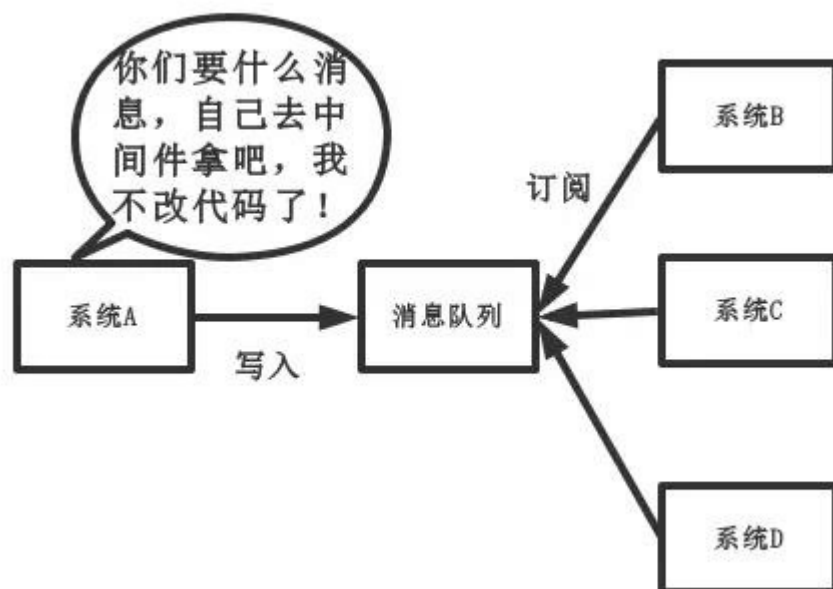 你们要什么消
息，自己去中
间件拿吧，我
不改代码了！
系统A
写入
消息队列
订阅
系统B
系统C
系统D